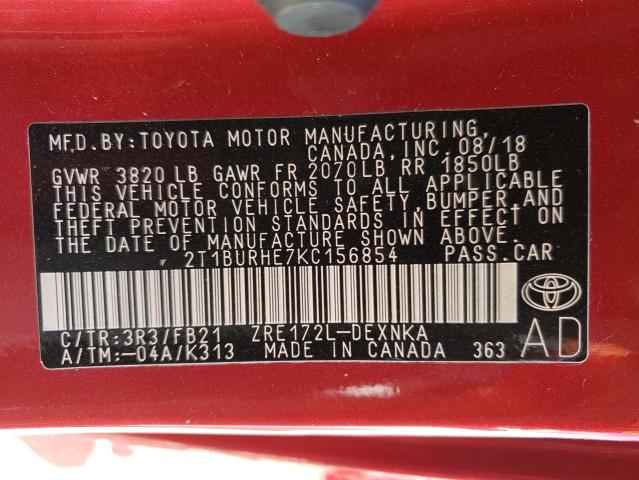 MFD.BY:TOYOTA MOTOR MANUFACTURING,
CANADA,INC. 08/18
GVWR 3820 LB GAWR FR 2070LB RR 1850LB
THIS VEHICLE CONFORMS TO ALL APPLICABLE
FEDERAL MOTOR VEHICLE SAFETY,BUMPER,AND
THEFT PREVENTION STANDARDS IN EFFECT ON
THE DATE OF MANUFACTURE SHOWN ABOVE.
2T1BURHE7KC156854 PASS.CAR
C/TR:3R3/FB21 ZRE172L-DEXNKA
A/TM:-04A/K313 MADE IN CANADA 363
AD